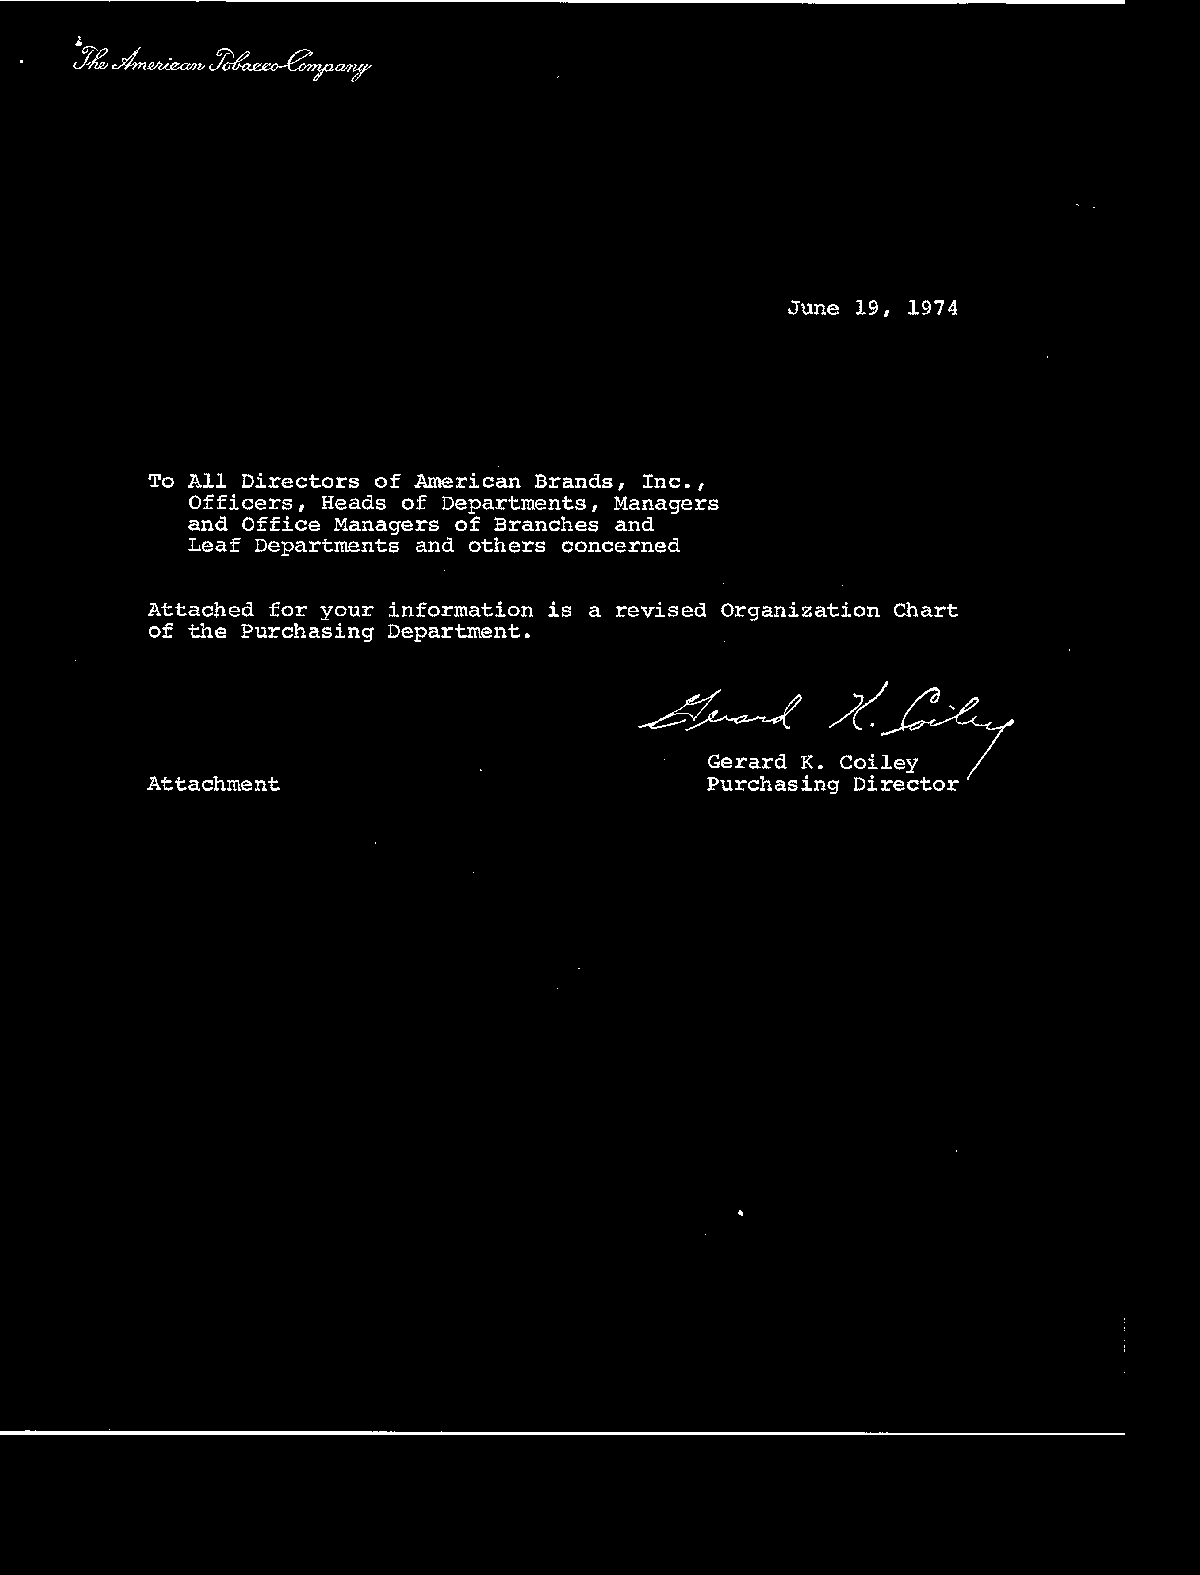 The American Tobacco Company
June 19, 1974
To All Directors of American Brands, Inc.,
Officers, Heads of Departments, Managers
and Office Managers of Branches and
Leaf Departments and others concerned
Attached for your information is a revised Organization Chart
of the Purchasing Department.
Gerard K. Coiley
Gerard K. Coiley
Attachment Purchasing Director